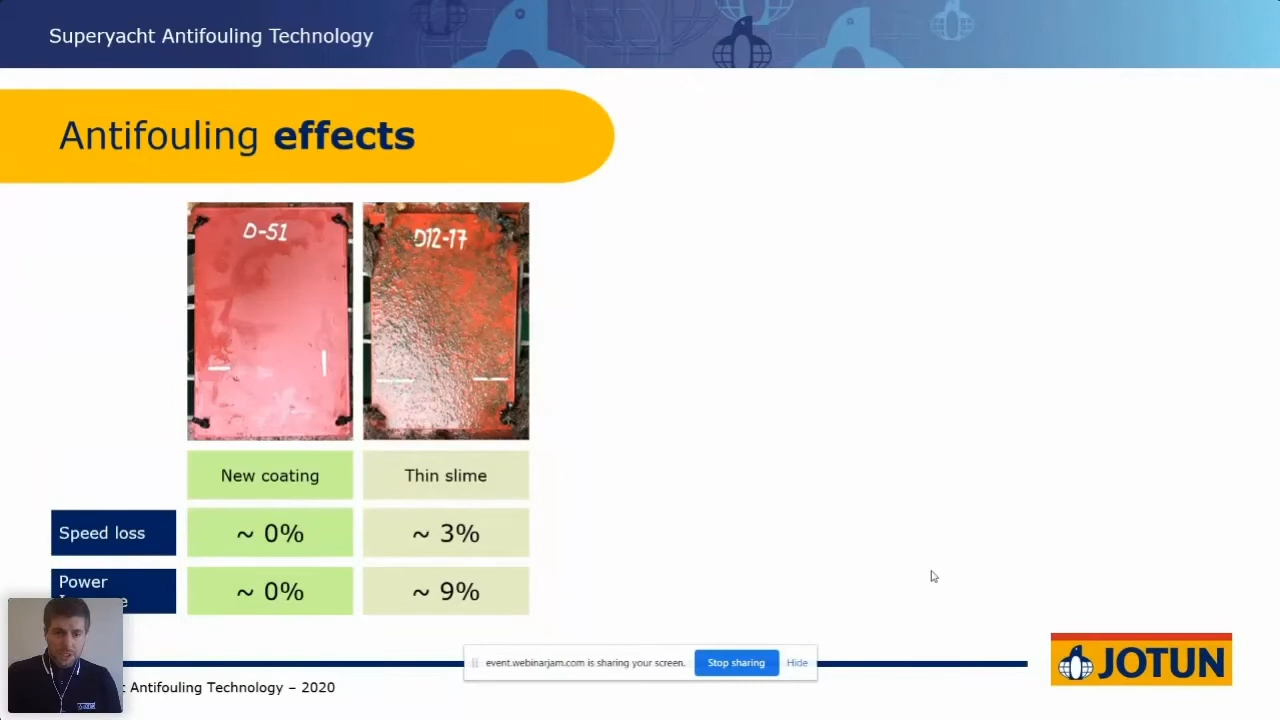 Superyacht Antifouling Technology
Antifouling effects
D-51
D12-17
New coating
Thin slime
Speed loss
~ 0%
~ 3%
Power
~ 0%
~ 9%
event.webinarjam.com is sharing your screen.
Stop sharing
Hide
Antifouling Technology – 2020
JOTUN